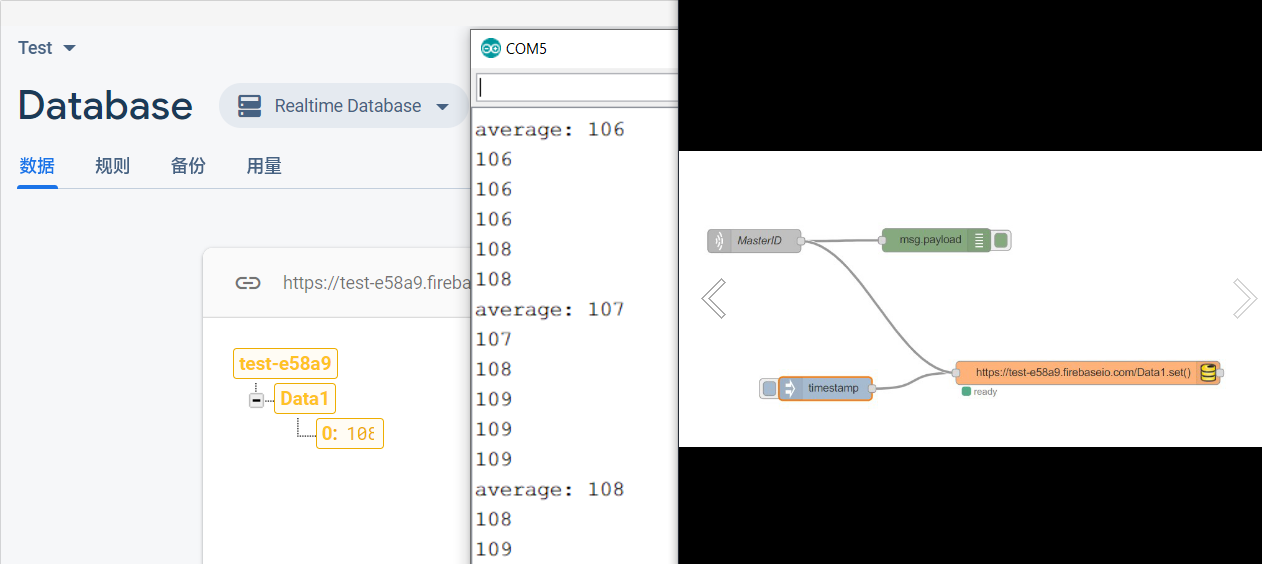 Test
Database
Realtime Database
数据 规则 备份 用量
https://test-e58a9.fireba
test-e58a9
Data1
0: 108
COM5
average: 106
106
106
106
108
108
average: 107
107
108
109
109
109
average: 108
108
109
MasterID
msg.payload
timestamp
https://test-e58a9.firebaseio.com/Data1.set()
ready